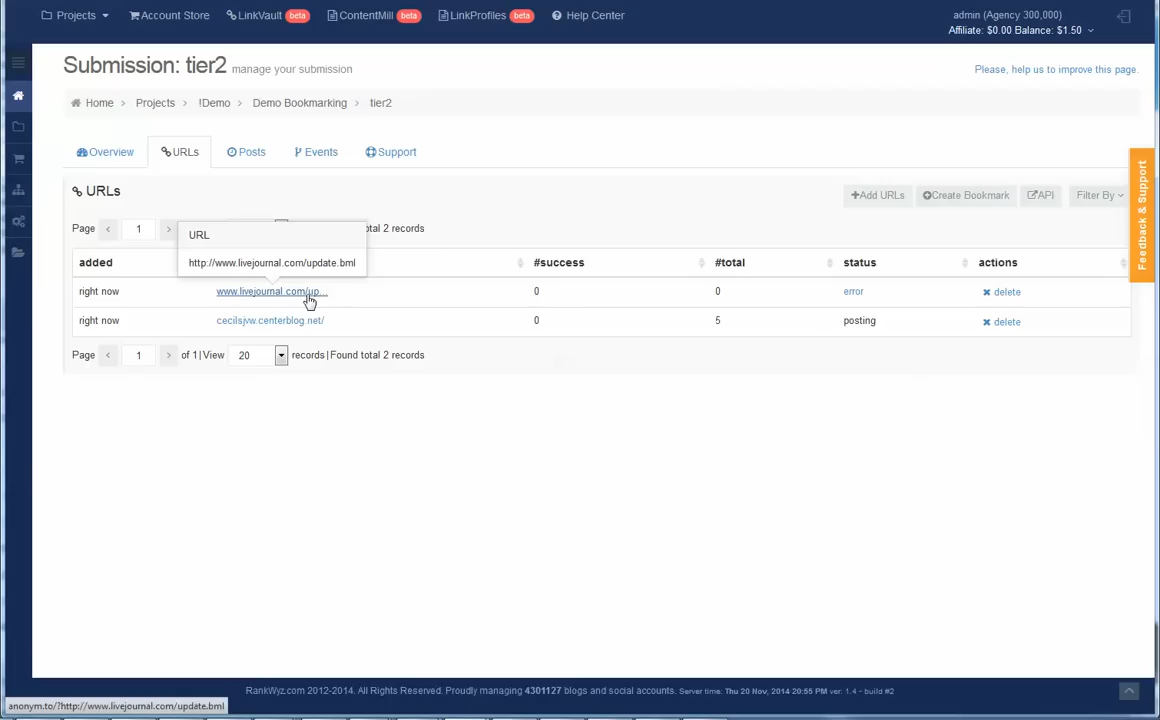 Projects Account Store LinkVault beta ContentMill beta LinkProfiles beta Help Center
admin (Agency 300,000)
Affiliate: $0.00 Balance: $1.50
Submission: tier2 manage your submission
Please, help us to improve this page.
Home > Projects > !Demo > Demo Bookmarking > tier2
Overview URLs Posts Events Support
Feedback & Support
URLs
Add URLs Create Bookmark API Filter By
Page < 1 > tal 2 records
URL
http://www.livejournal.com/update.bml
added #success #total status actions
right now www.livejournal.com/up... 0 0 error delete
right now cecilsjvw.centerblog.net/ 0 5 posting delete
Page < 1 > of 1|View 20 records|Found total 2 records
RankWyz.com 2012-2014. All Rights Reserved. Proudly managing 4301127 blogs and social accounts. Server time: Thu 20 Nov, 2014 20:55 PM ver: 1.4 - build #2
anonym.to/?http://www.livejournal.com/update.bml